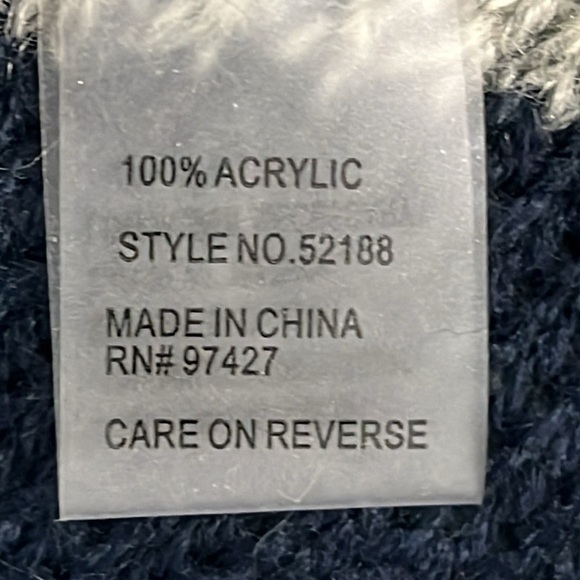 100% ACRYLIC
STYLE NO.52188
MADE IN CHINA
RN# 97427
CARE ON REVERSE